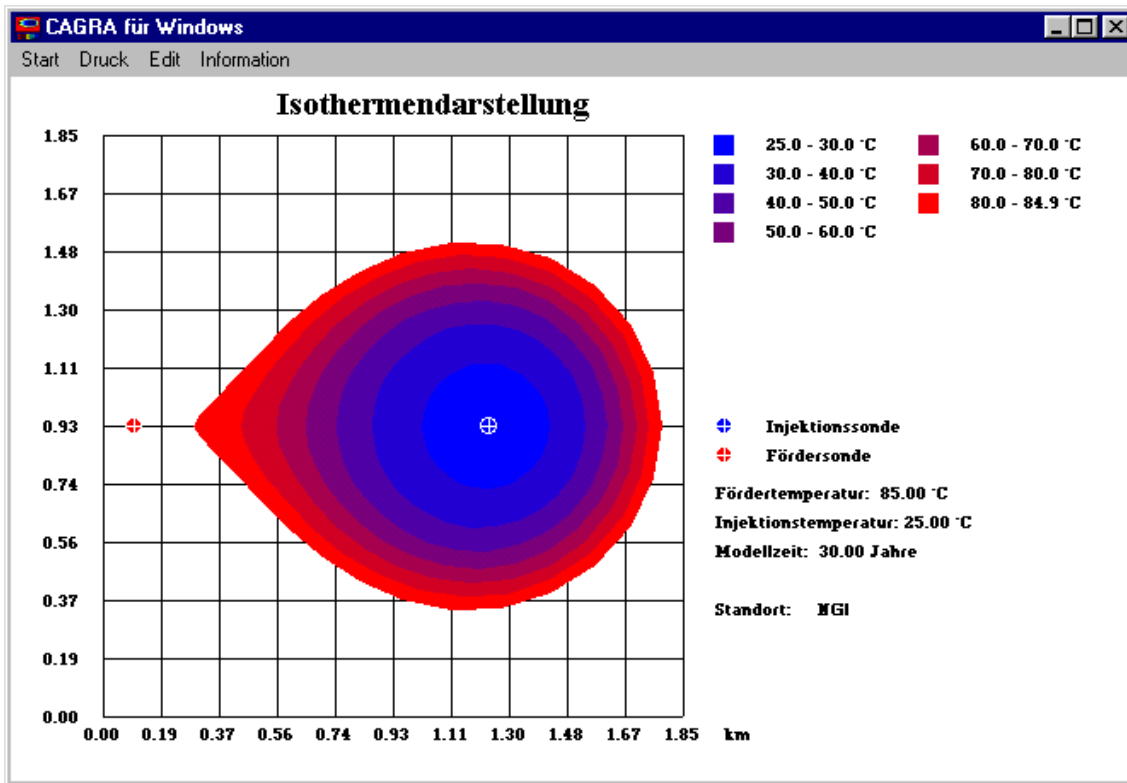 CAGRA für Windows
Start Druck Edit Information
Isothermendarstellung
1.85
1.67
1.48
1.30
1.11
0.93
0.74
0.56
0.37
0.19
0.00
0.00 0.19 0.37 0.56 0.74 0.93 1.11 1.30 1.48 1.67 1.85 km
25.0 - 30.0 °C
30.0 - 40.0 °C
40.0 - 50.0 °C
50.0 - 60.0 °C
60.0 - 70.0 °C
70.0 - 80.0 °C
80.0 - 84.9 °C
Injektionssonde
Fördersonde
Fördertemperatur: 85.00 °C
Injektionstemperatur: 25.00 °C
Modellzeit: 30.00 Jahre
Standort: NGI